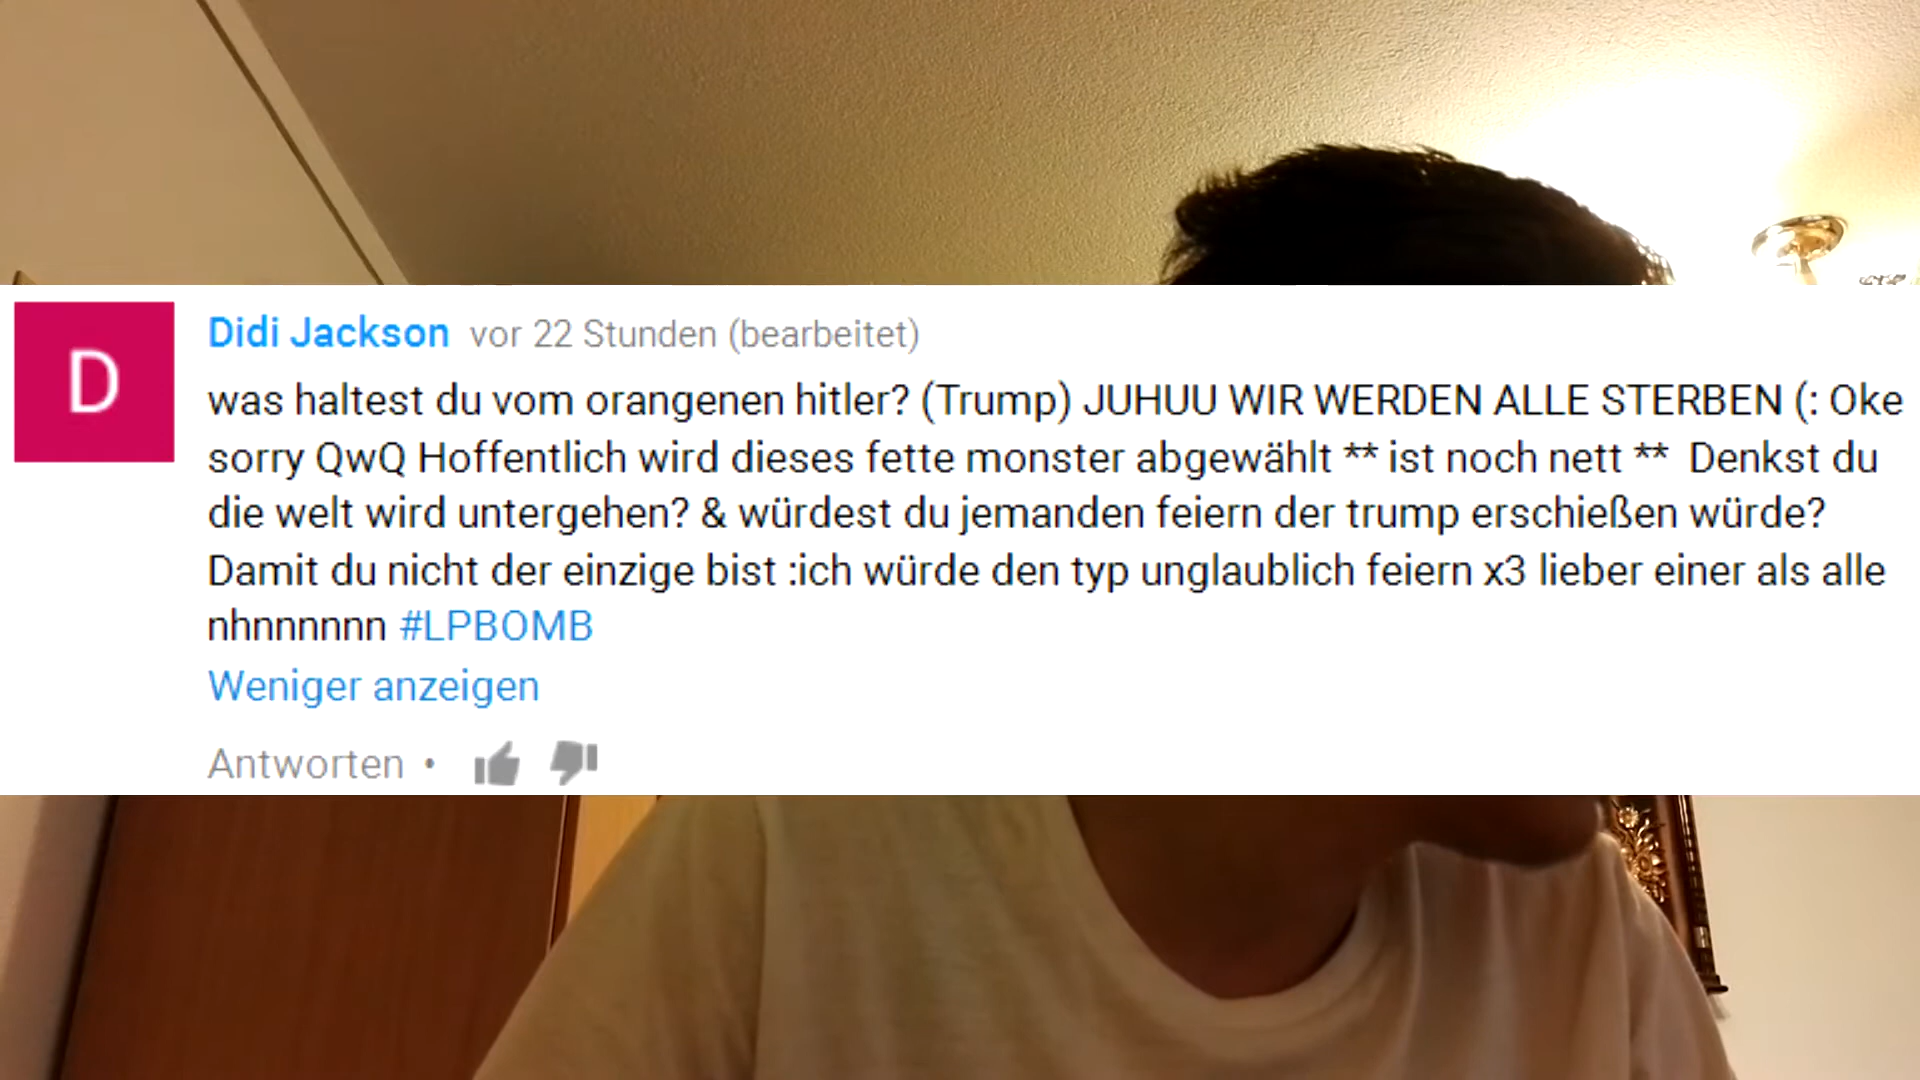 D
Didi Jackson vor 22 Stunden (bearbeitet)
was haltest du vom orangenen hitler? (Trump) JUHUU WIR WERDEN ALLE STERBEN (: Oke
sorry QwQ Hoffentlich wird dieses fette monster abgewählt ** ist noch nett ** Denkst du
die welt wird untergehen? & würdest du jemanden feiern der trump erschießen würde?
Damit du nicht der einzige bist :ich würde den typ unglaublich feiern x3 lieber einer als alle
nhnnnnnn #LPBOMB
Weniger anzeigen
Antworten •